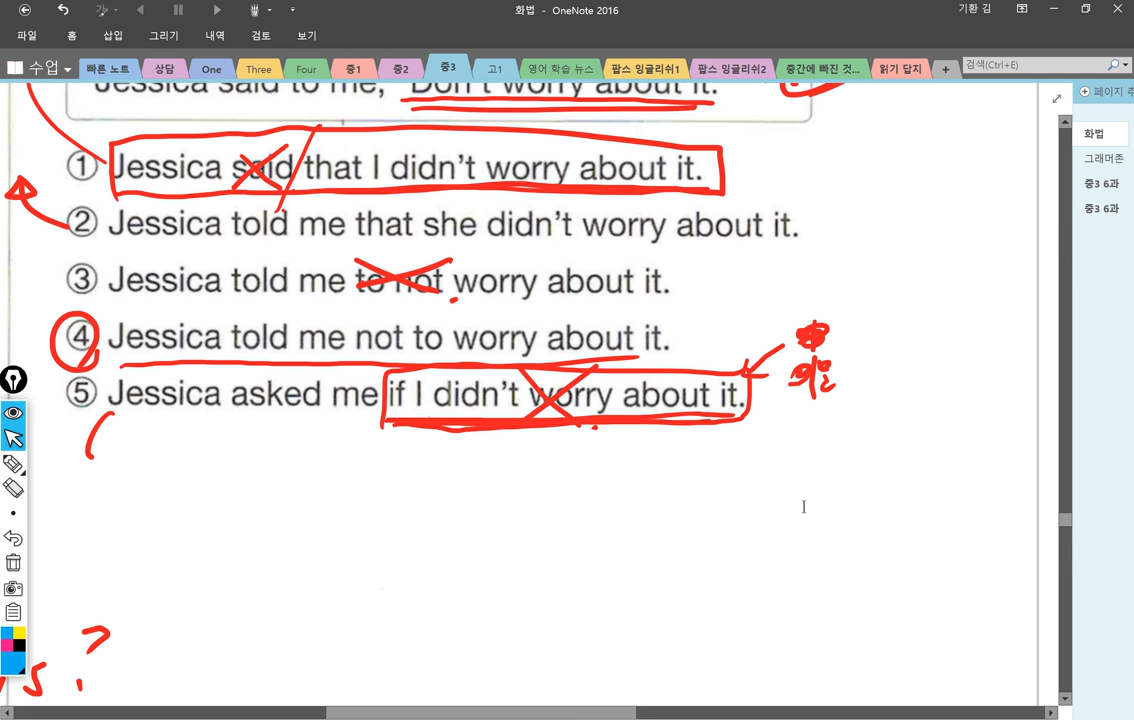 화법 - OneNote 2016
기환 김
파일 홈 삽입 그리기 내역 검토 보기
수업 빠른 노트 상담 One Three Four 중1 중2 중3 고1 영어 학습 뉴스 팝스 잉글리쉬1 팝스 잉글리쉬2 중간에 빠진 것... 읽기 답지 + 검색(Ctrl+E)
페이지 추
화법
그래머존
중3 6과
중3 6과
Jessica said to me, "Don't worry about it.
① Jessica said that I didn't worry about it.
② Jessica told me that she didn't worry about it.
③ Jessica told me to not worry about it.
④ Jessica told me not to worry about it.
⑤ Jessica asked me if I didn't worry about it.
?
5